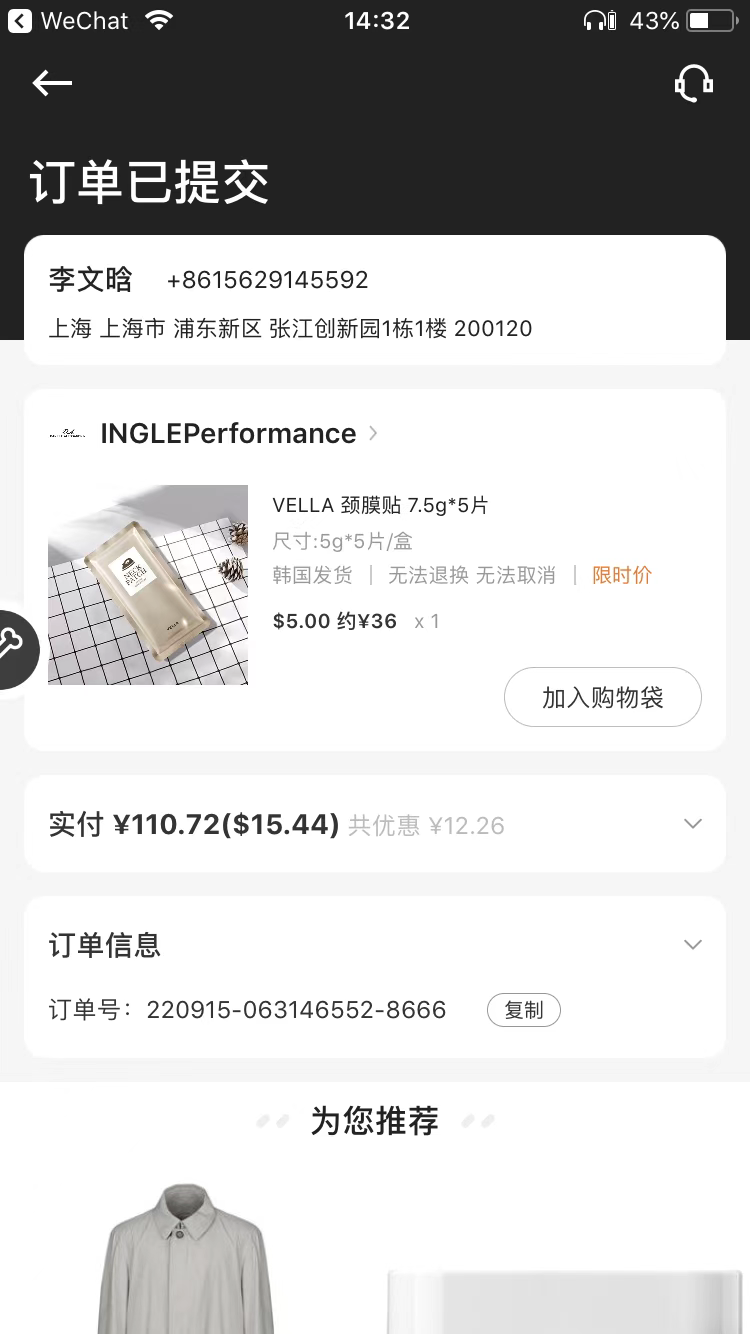 WeChat 14:32 43%
订单已提交
李文晗 +8615629145592
上海 上海市 浦东新区 张江创新园1栋1楼 200120
INGLEPerformance
VELLA 颈膜贴 7.5g*5片
尺寸:5g*5片/盒
韩国发货 | 无法退换 无法取消 | 限时价
$5.00 约¥36 x 1
NECK
PATCH
VELLA
加入购物袋
实付 ¥110.72($15.44) 共优惠 ¥12.26
订单信息
订单号：220915-063146552-8666 复制
为您推荐